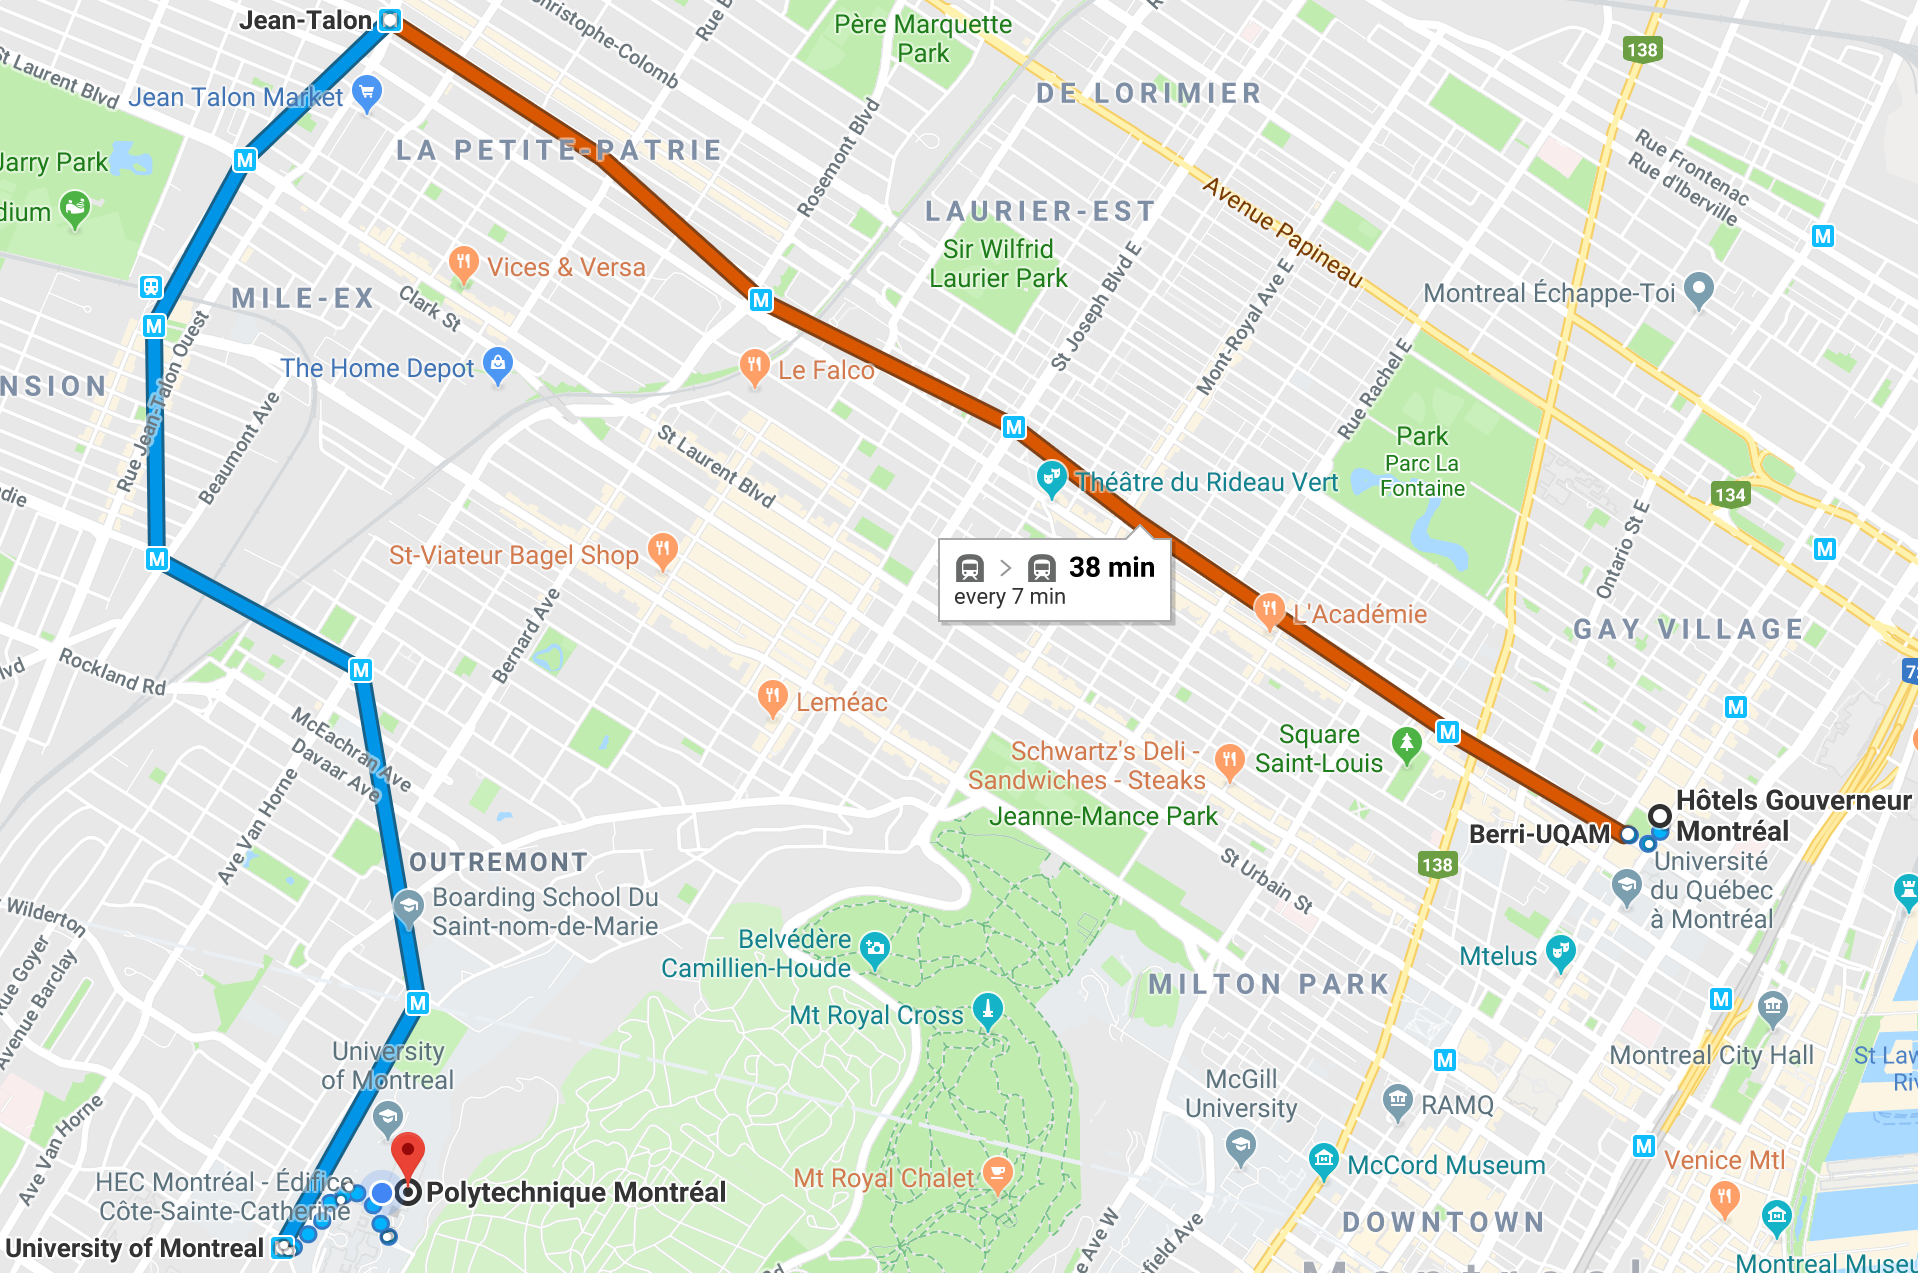 Jean-Talon
St Laurent Blvd
Jean Talon Market
Christophe-Colomb
Père Marquette
Park
DE LORIMIER
138
Jarry Park
LA PETITE-PATRIE
Rosemont Blvd
LAURIER-EST
Sir Wilfrid
Laurier Park
Avenue Papineau
Rue Frontenac
Rue d'Iberville
M
Vices & Versa
MILE-EX
Clark St
St Joseph Blvd E
Mont-Royal Ave E
Montreal Échappe-Toi
The Home Depot
Le Falco
Rue Rachel E
Rue Jean-Talon Ouest
Beaumont Ave
St Laurent Blvd
Park
Parc La
Fontaine
Théâtre du Rideau Vert
134
St-Viateur Bagel Shop
38 min
every 7 min
Ontario St E
L'Académie
GAY VILLAGE
Bernard Ave
Rockland Rd
McEachran Ave
Davaar Ave
Leméac
Schwartz's Deli -
Sandwiches - Steaks
Square
Saint-Louis
Jeanne-Mance Park
Ave Van Horne
Hôtels Gouverneur
Montréal
Berri-UQAM
138
Université
du Québec
à Montréal
St Urbain St
OUTREMONT
Boarding School Du
Saint-nom-de-Marie
Wilderton
Rue Goyer
Avenue Barclay
Belvédère
Camillien-Houde
Mtelus
MILTON PARK
Mt Royal Cross
University
of Montreal
Montreal City Hall
McGill
University
RAMQ
Ave Van Horne
HEC Montréal - Édifice
Côte-Sainte-Catherine
Polytechnique Montréal
University of Montreal
Mt Royal Chalet
McCord Museum
Venice Mtl
DOWNTOWN
Montreal